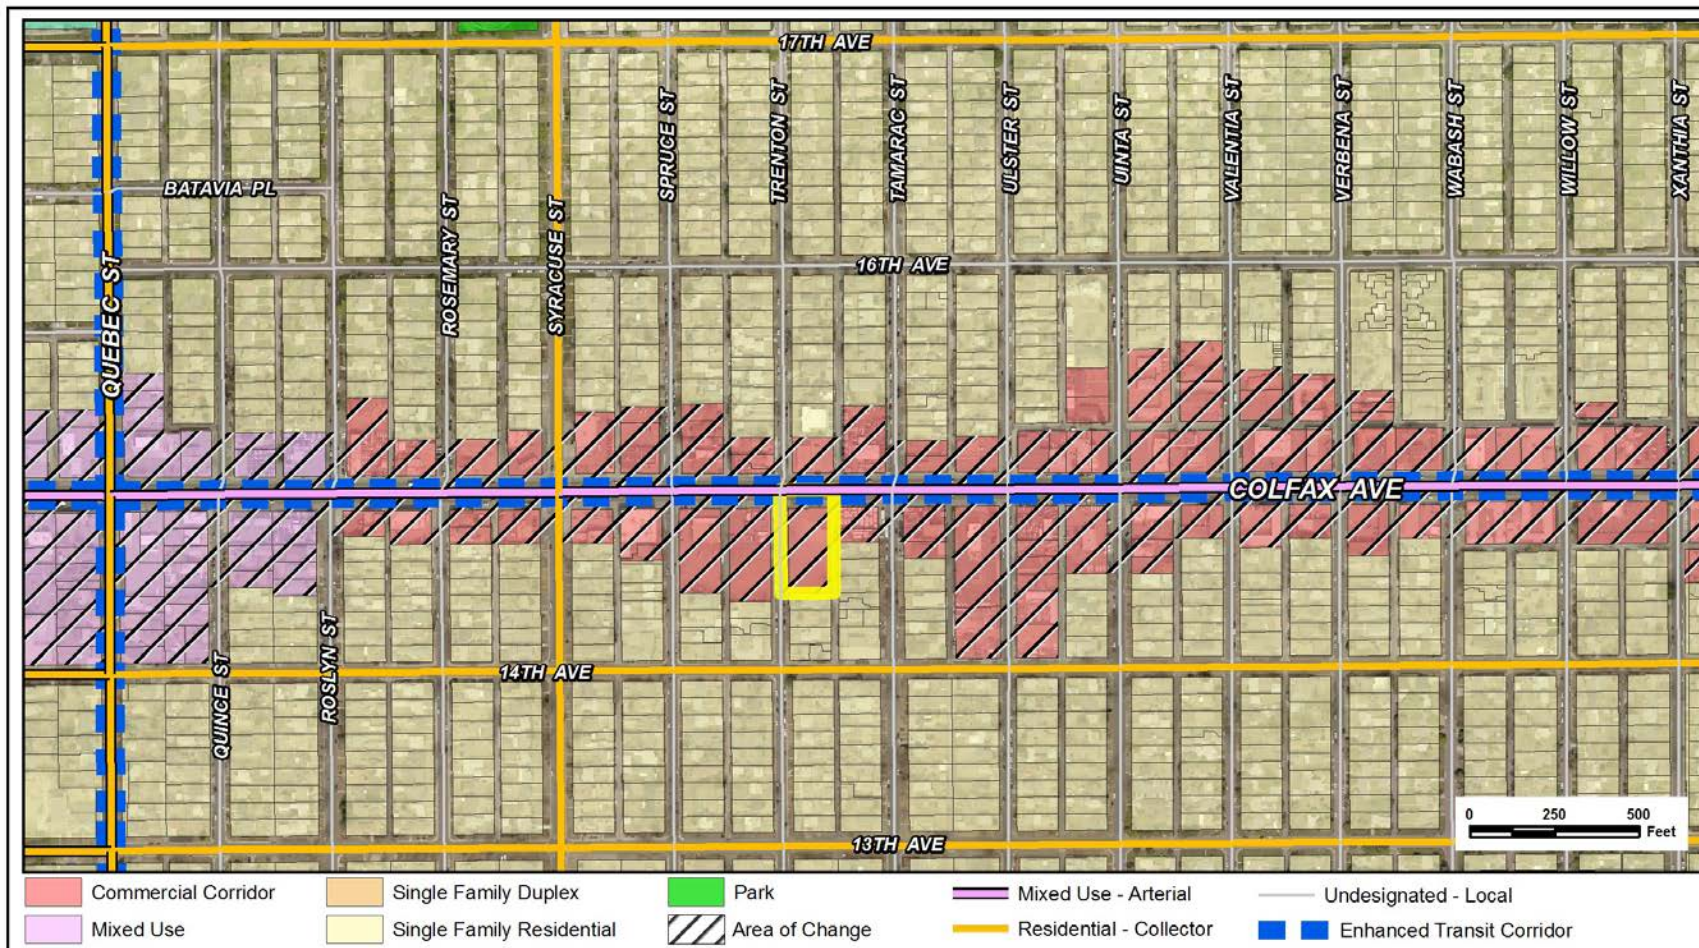 17TH AVE
SPRUCE ST
TRENTON ST
TAMARAC ST
ULSTER ST
UINTA ST
VALENTIA ST
VERBENA ST
WABASH ST
WILLOW ST
XANTHIA ST
BATAVIA PL
ROSEMARY ST
SYRACUSE ST
QUEBEC ST
16TH AVE
COLFAX AVE
QUINCE ST
ROSLYN ST
14TH AVE
13TH AVE
0 250 500
Feet
Commercial Corridor
Single Family Duplex
Park
Mixed Use - Arterial
Undesignated - Local
Mixed Use
Single Family Residential
Area of Change
Residential - Collector
Enhanced Transit Corridor